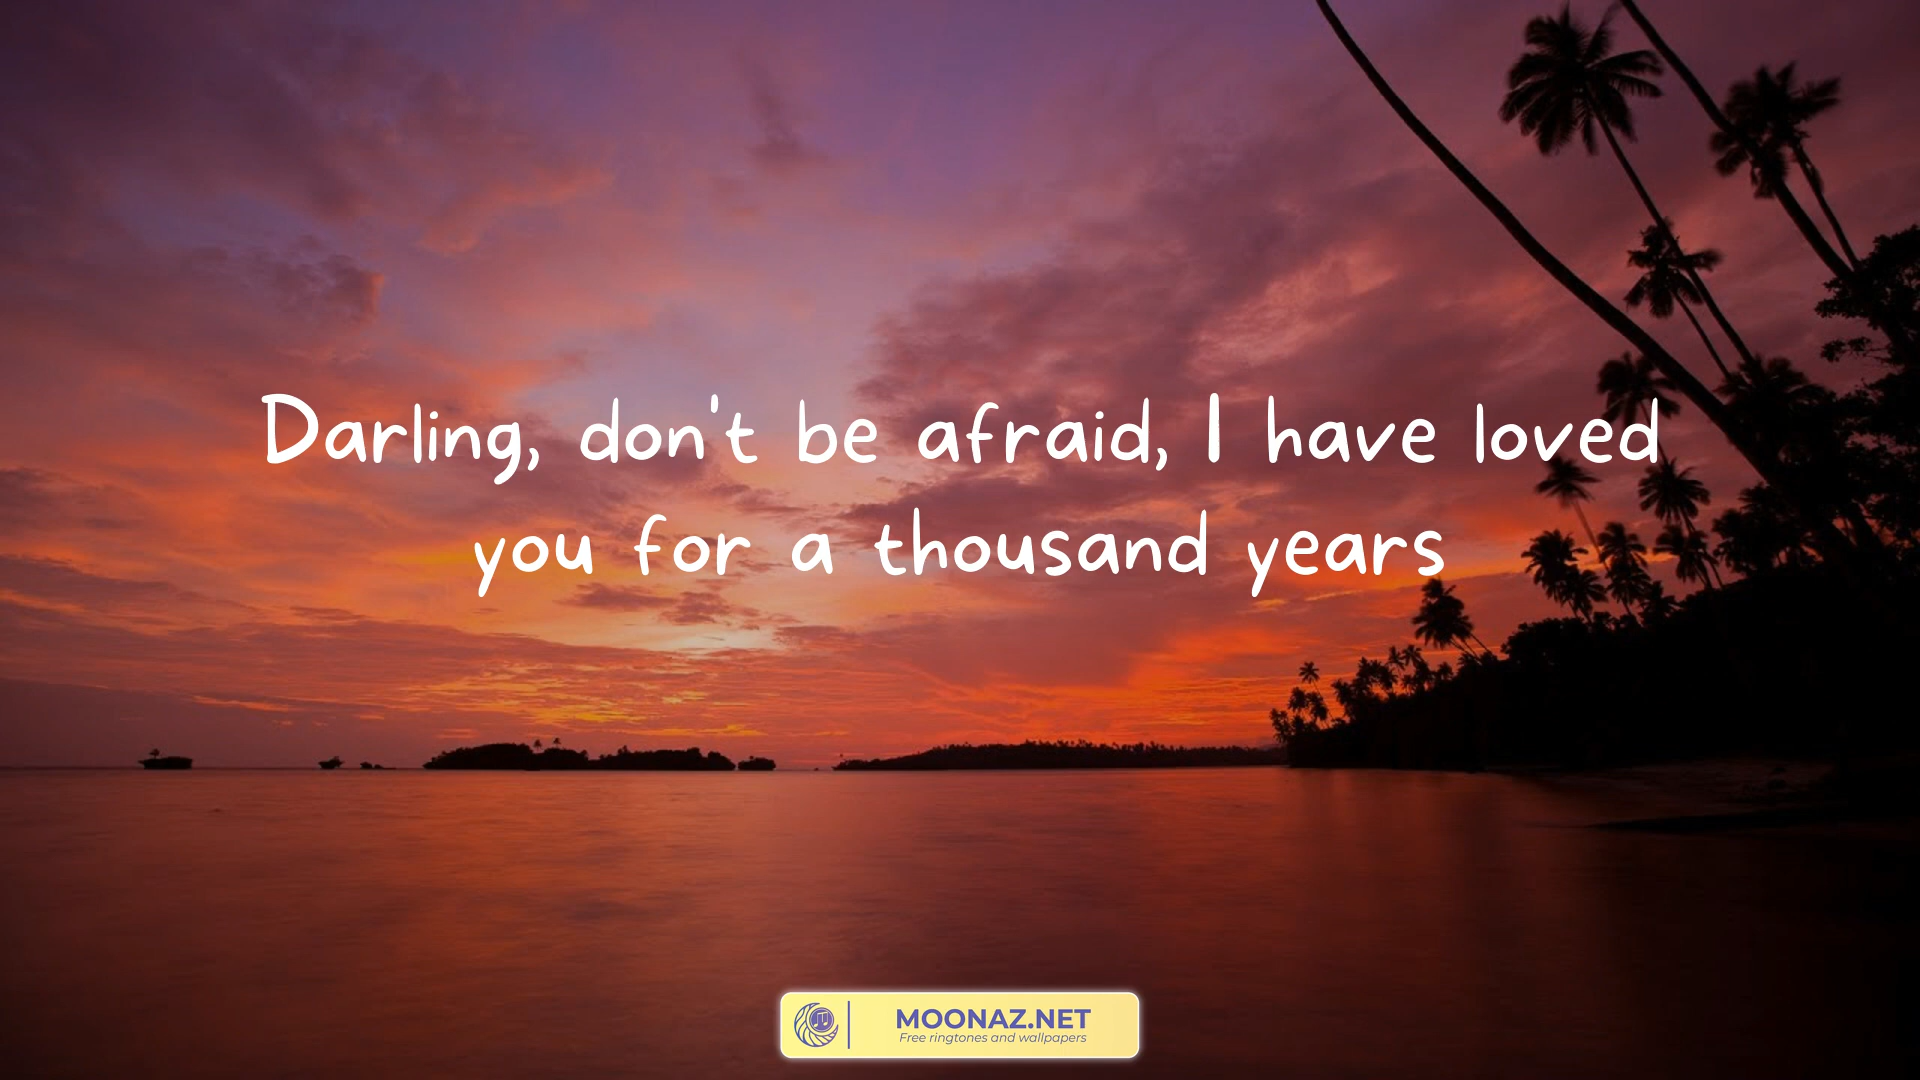 Darling, don't be afraid, I have loved
you for a thousand years
MOONAZ.NET
Free ringtones and wallpapers